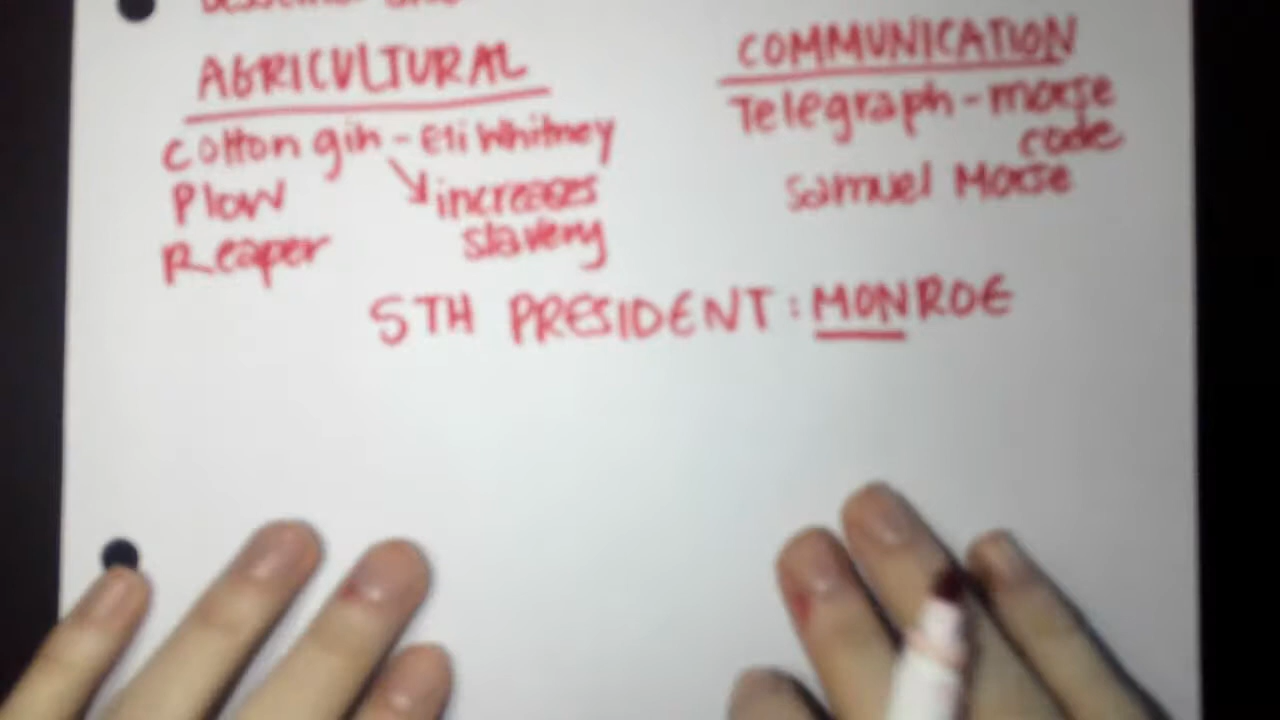 AGRICULTURAL
cotton gin - Eli Whitney
increases
slavery
Plow
Reaper
COMMUNICATION
Telegraph - morse
code
Samuel Morse
5TH PRESIDENT: MONROE